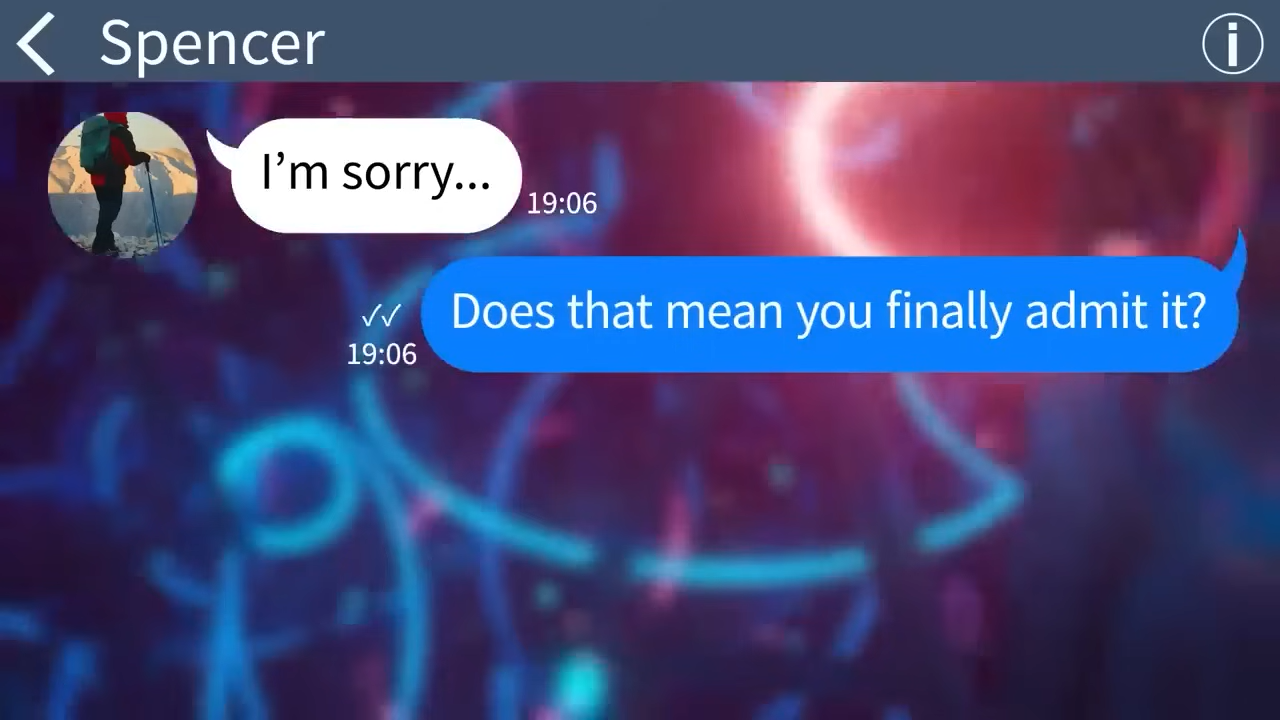 Spencer
I’m sorry...
19:06
Does that mean you finally admit it?
19:06